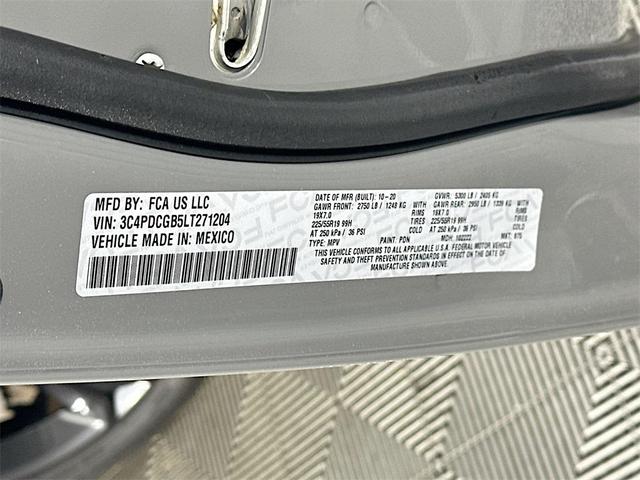 MFD BY: FCA US LLC
VIN: 3C4PDCGB5LT271204
VEHICLE MADE IN: MEXICO
DATE OF MFR (BUILT): 10-20 GVWR: 5300 LB / 2405 KG
GAWR FRONT: 2750 LB / 1248 KG GAWR REAR: 2950 LB / 1339 KG
19X7.0 RIMS 19X7.0 RIMS
225/55R19 99H TIRES 225/55R19 99H TIRES
AT 250 kPa / 36 PSI COLD AT 250 kPa / 36 PSI COLD
TYPE: MPV PAINT: PDN MDH: MKT: 875
THIS VEHICLE CONFORMS TO ALL APPLICABLE U.S.A. FEDERAL MOTOR VEHICLE
SAFETY AND THEFT PREVENTION STANDARDS IN EFFECT ON THE DATE OF
MANUFACTURE SHOWN ABOVE.